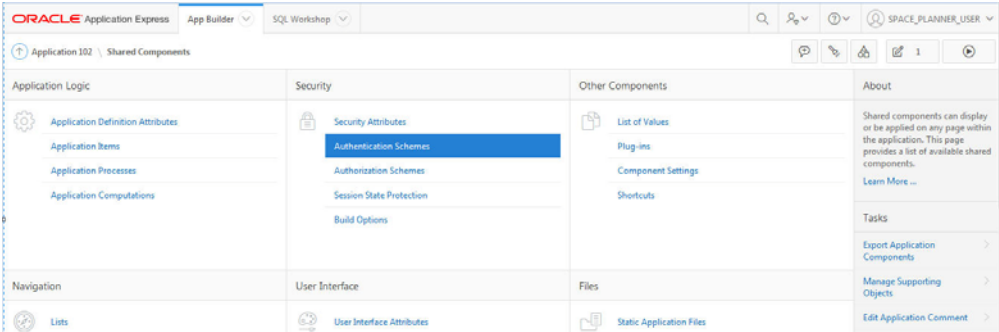 ORACLE Application Express App Builder SQL Workshop SPACE_PLANNER_USER
Application 102 \ Shared Components 1
Application Logic
Application Definition Attributes
Application Items
Application Processes
Application Computations
Security
Security Attributes
Authentication Schemes
Authorization Schemes
Session State Protection
Build Options
Other Components
List of Values
Plug-ins
Component Settings
Shortcuts
About
Shared components can display
or be applied on any page within
the application. This page
provides a list of available shared
components.
Learn More ...
Tasks
Export Application
Components
Manage Supporting
Objects
Edit Application Comment
Navigation
Lists
User Interface
User Interface Attributes
Files
Static Application Files